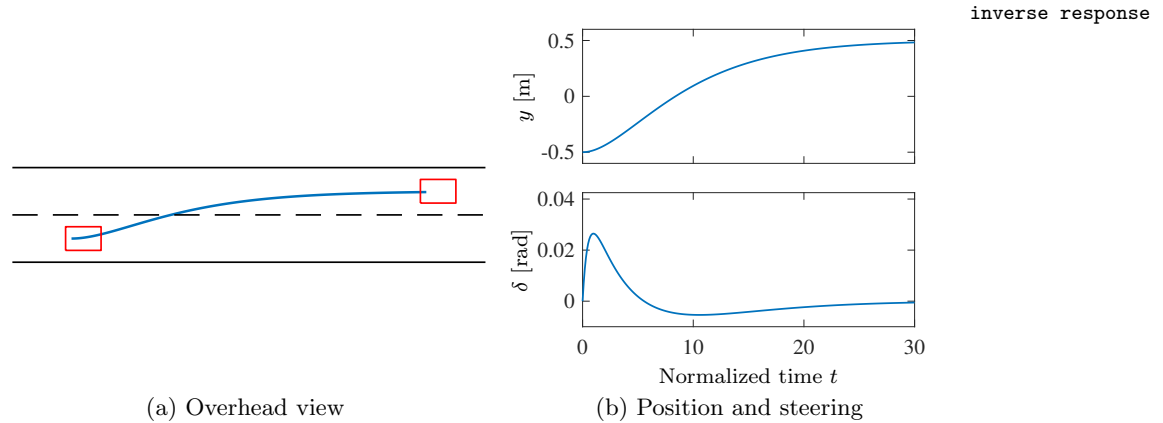 inverse response
0.5
0
-0.5
y [m]
0.04
0.02
0
δ [rad]
0 10 20 30
Normalized time t
(a) Overhead view
(b) Position and steering